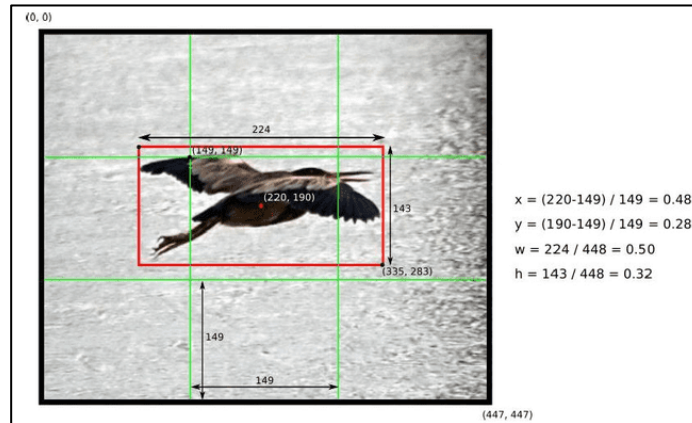 (0, 0)
224
(149, 149)
(220, 190)
143
(335, 283)
149
149
(447, 447)
x = (220-149) / 149 = 0.48
y = (190-149) / 149 = 0.28
w = 224 / 448 = 0.50
h = 143 / 448 = 0.32